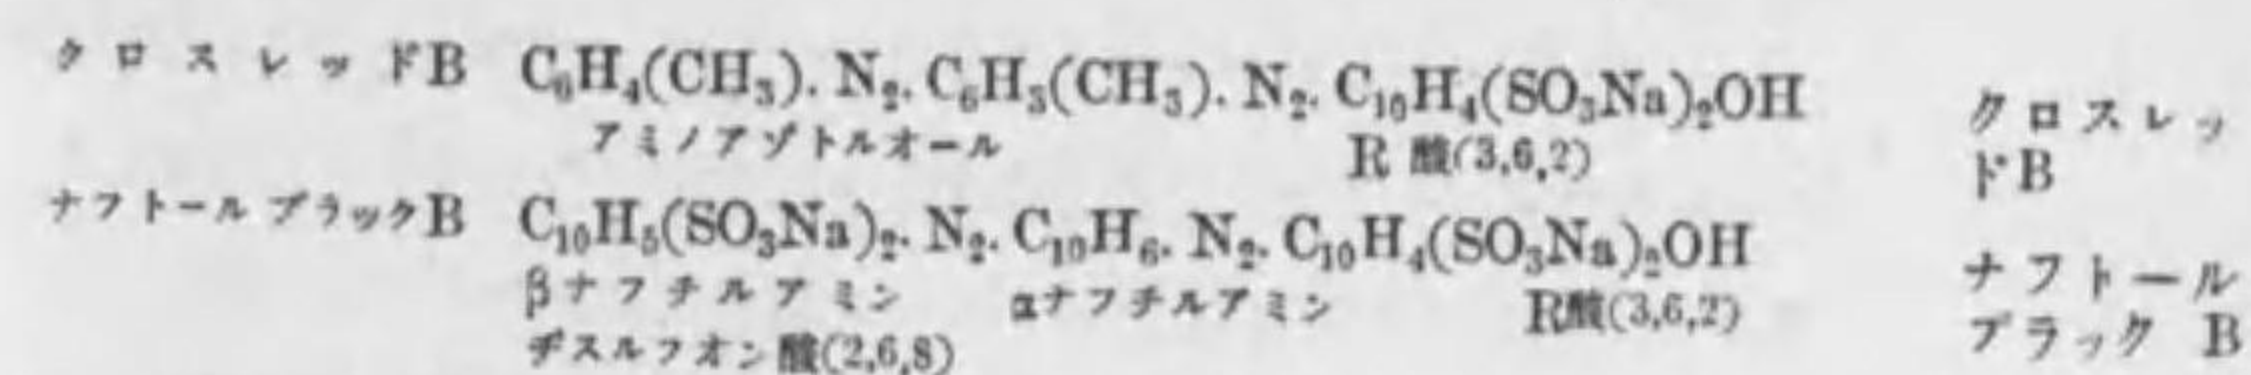 クロスレッドB C₆H₄(CH₃). N₂. C₆H₃(CH₃). N₂. C₁₀H₄(SO₃Na)₂OH
アミノアゾトルオール R 酸(3,6,2)
ナフトールブラックB C₁₀H₅(SO₃Na)₂. N₂. C₁₀H₆. N₂. C₁₀H₄(SO₃Na)₂OH
βナフチルアミン αナフチルアミン R酸(3,6,2)
ヂスルフオン酸(2,6,8)
クロスレッ
ドB
ナフトール
ブラック B